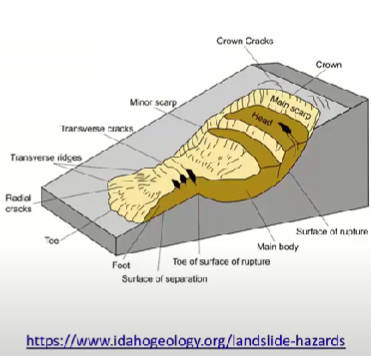 Crown Cracks
Crown
Main scarp
Minor scarp
Head
Transverse cracks
Transverse ridges
Radial
cracks
Toe
Surface of rupture
Main body
Toe of surface of rupture
Foot
Surface of separation
https://www.idahogeology.org/landslide-hazards